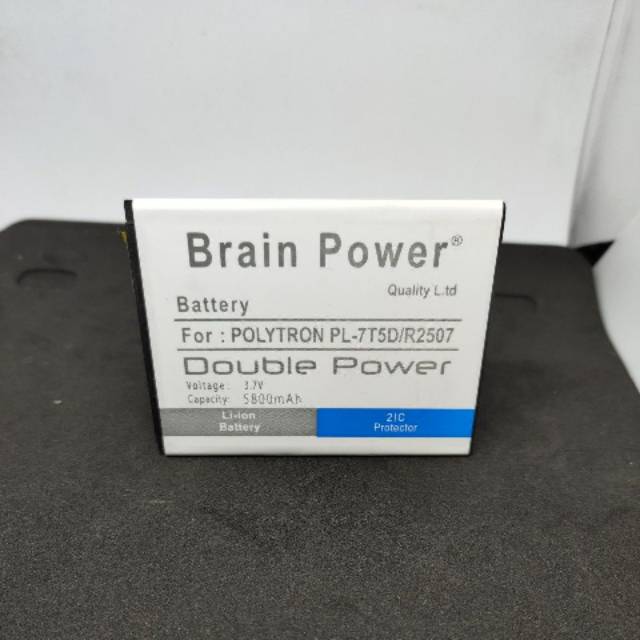 Brain Power®
Quality L.td
Battery
For : POLYTRON PL-7T5D/R2507
Double Power
Voltage: 3.7V
Capacity: 5800mAh
Li-ion
Battery
2IC
Protector